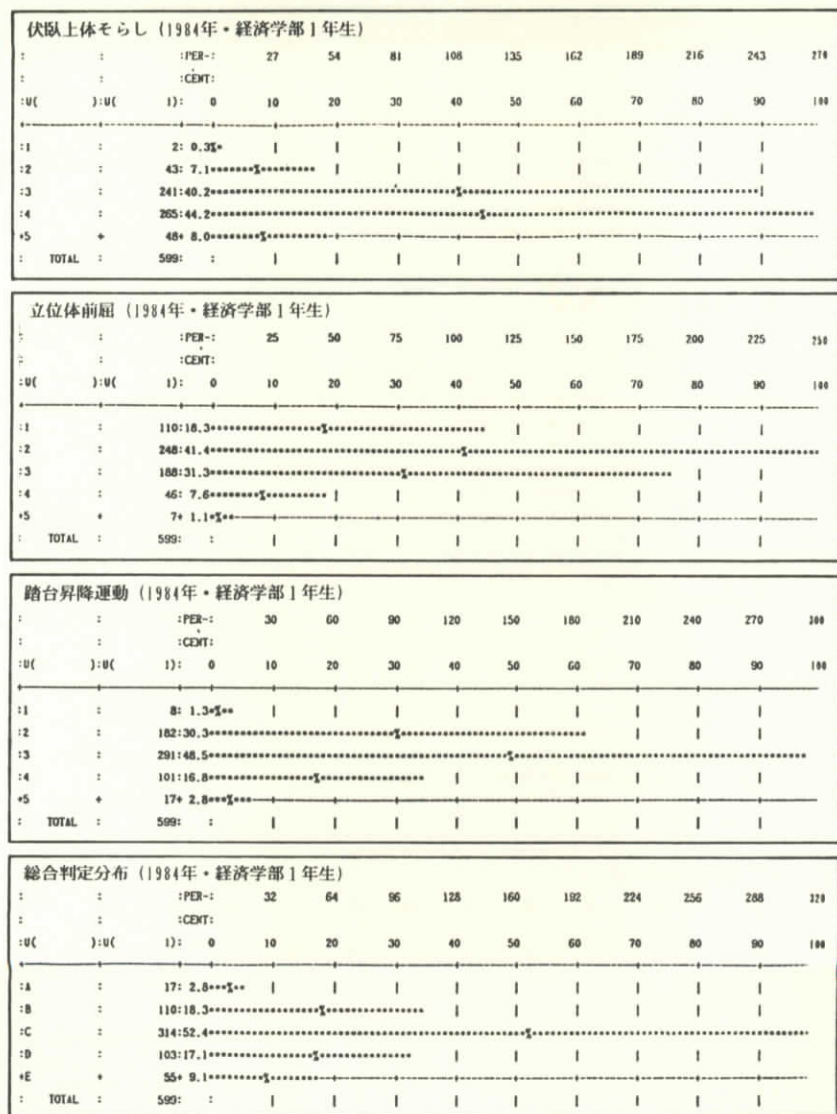 伏臥上体そらし (1984年・経済学部1年生)
: : :PER-: 27 54 81 108 135 162 189 216 243 270
: : :CENT:
:U( ):U( 1): 0 10 20 30 40 50 60 70 80 90 100
:1 : 2: 0.3
:2 : 43: 7.1
:3 : 241:40.2
:4 : 265:44.2
+5 + 48+ 8.0
: TOTAL : 599: :
立位体前屈 (1984年・経済学部1年生)
: : :PER-: 25 50 75 100 125 150 175 200 225 250
: : :CENT:
:U( ):U( 1): 0 10 20 30 40 50 60 70 80 90 100
:1 : 110:18.3
:2 : 248:41.4
:3 : 188:31.3
:4 : 46: 7.6
+5 + 7+ 1.1
: TOTAL : 599: :
踏台昇降運動 (1984年・経済学部1年生)
: : :PER-: 30 60 90 120 150 180 210 240 270 300
: : :CENT:
:U( ):U( 1): 0 10 20 30 40 50 60 70 80 90 100
:1 : 8: 1.3
:2 : 182:30.3
:3 : 291:48.5
:4 : 101:16.8
+5 + 17+ 2.8
: TOTAL : 599: :
総合判定分布 (1984年・経済学部1年生)
: : :PER-: 32 64 96 128 160 192 224 256 288 320
: : :CENT:
:U( ):U( 1): 0 10 20 30 40 50 60 70 80 90 100
:A : 17: 2.8
:B : 110:18.3
:C : 314:52.4
:D : 103:17.1
+E + 55+ 9.1
: TOTAL : 599: :